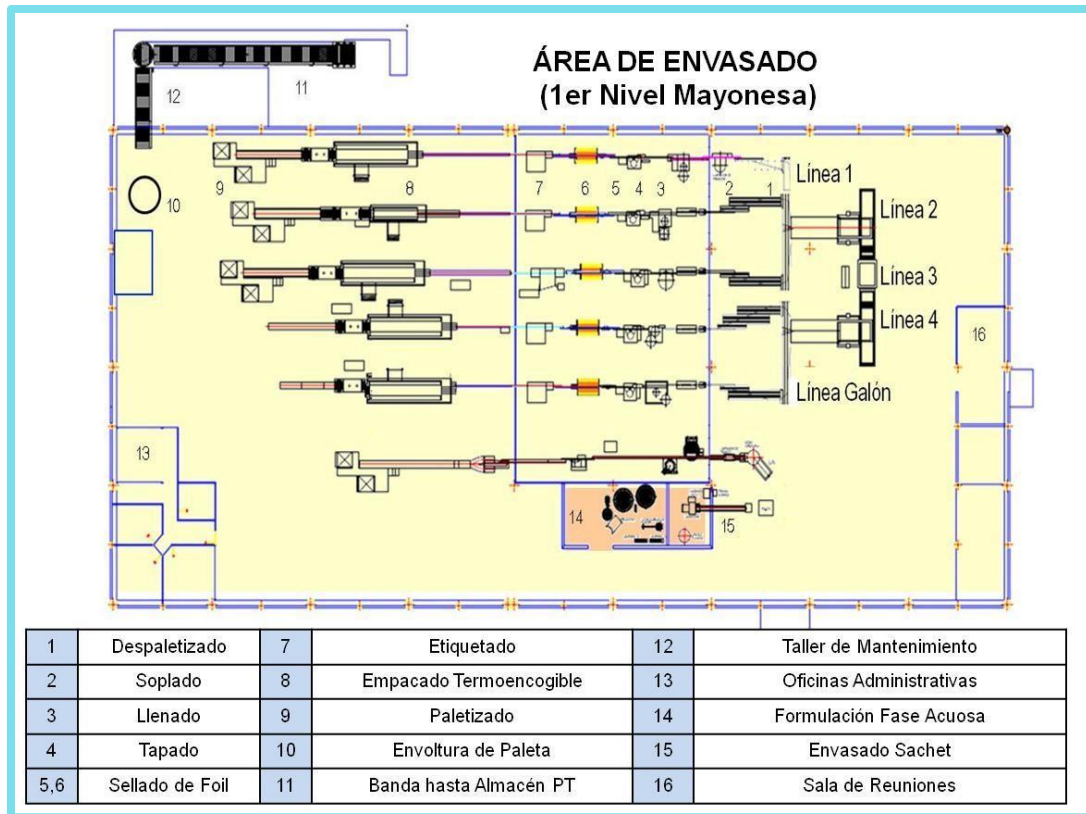 ÁREA DE ENVASADO
(1er Nivel Mayonesa)
11
12
Línea 1
9
8
7
6
5
4
3
2
1
10
Línea 2
Línea 3
Línea 4
16
Línea Galón
13
14
15
1 Despaletizado 7 Etiquetado 12 Taller de Mantenimiento
2 Soplado 8 Empacado Termoencogible 13 Oficinas Administrativas
3 Llenado 9 Paletizado 14 Formulación Fase Acuosa
4 Tapado 10 Envoltura de Paleta 15 Envasado Sachet
5,6 Sellado de Foil 11 Banda hasta Almacén PT 16 Sala de Reuniones